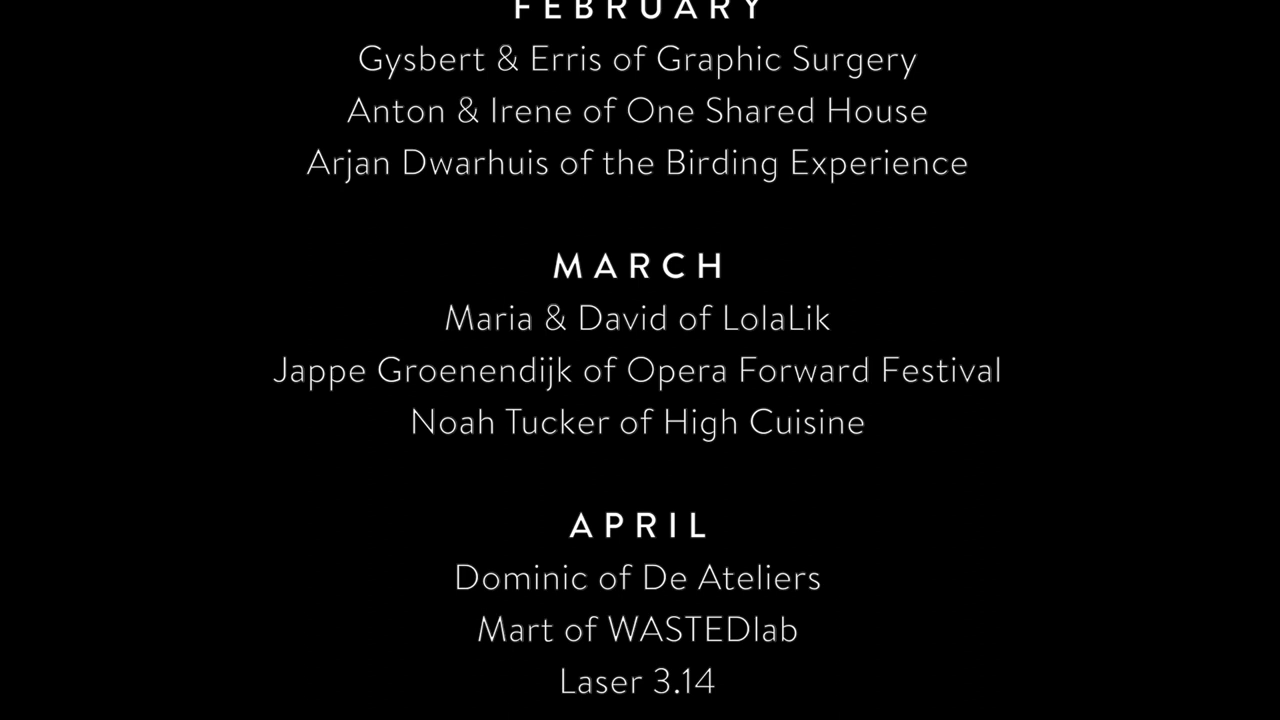 FEBRUARY
Gysbert & Erris of Graphic Surgery
Anton & Irene of One Shared House
Arjan Dwarhuis of the Birding Experience
MARCH
Maria & David of LolaLik
Jappe Groenendijk of Opera Forward Festival
Noah Tucker of High Cuisine
APRIL
Dominic of De Ateliers
Mart of WASTEDlab
Laser 3.14